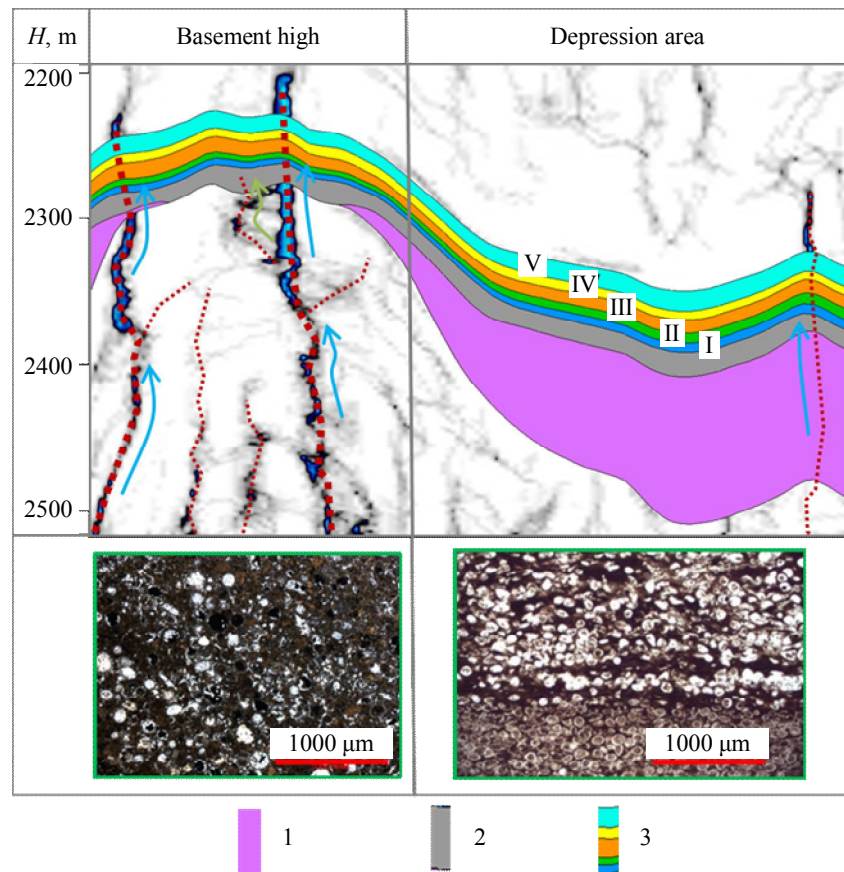 H, m
Basement high
Depression area
2200
2300
2400
2500
V
IV
III
II
I
1000 μm
1000 μm
1
2
3